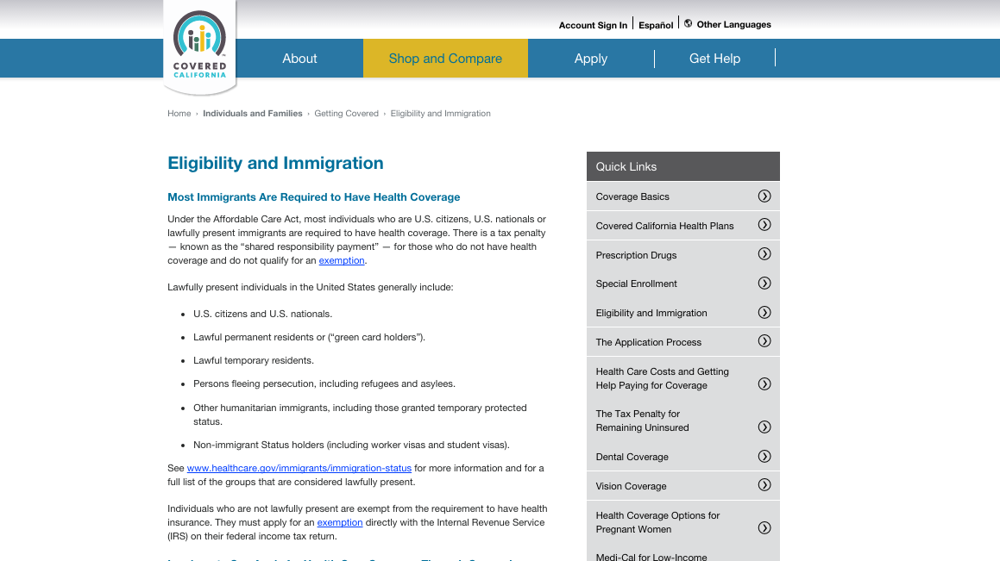 Account Sign In
Español
Other Languages
COVERED
CALIFORNIA
About
Shop and Compare
Apply
Get Help
Home › Individuals and Families › Getting Covered › Eligibility and Immigration
Eligibility and Immigration
Most Immigrants Are Required to Have Health Coverage
Under the Affordable Care Act, most individuals who are U.S. citizens, U.S. nationals or
lawfully present immigrants are required to have health coverage. There is a tax penalty
— known as the “shared responsibility payment” — for those who do not have health
coverage and do not qualify for an exemption.
Lawfully present individuals in the United States generally include:
• U.S. citizens and U.S. nationals.
• Lawful permanent residents or (“green card holders”).
• Lawful temporary residents.
• Persons fleeing persecution, including refugees and asylees.
• Other humanitarian immigrants, including those granted temporary protected
status.
• Non-immigrant Status holders (including worker visas and student visas).
See www.healthcare.gov/immigrants/immigration-status for more information and for a
full list of the groups that are considered lawfully present.
Individuals who are not lawfully present are exempt from the requirement to have health
insurance. They must apply for an exemption directly with the Internal Revenue Service
(IRS) on their federal income tax return.
Quick Links
Coverage Basics
Covered California Health Plans
Prescription Drugs
Special Enrollment
Eligibility and Immigration
The Application Process
Health Care Costs and Getting
Help Paying for Coverage
The Tax Penalty for
Remaining Uninsured
Dental Coverage
Vision Coverage
Health Coverage Options for
Pregnant Women
Medi-Cal for Low-Income